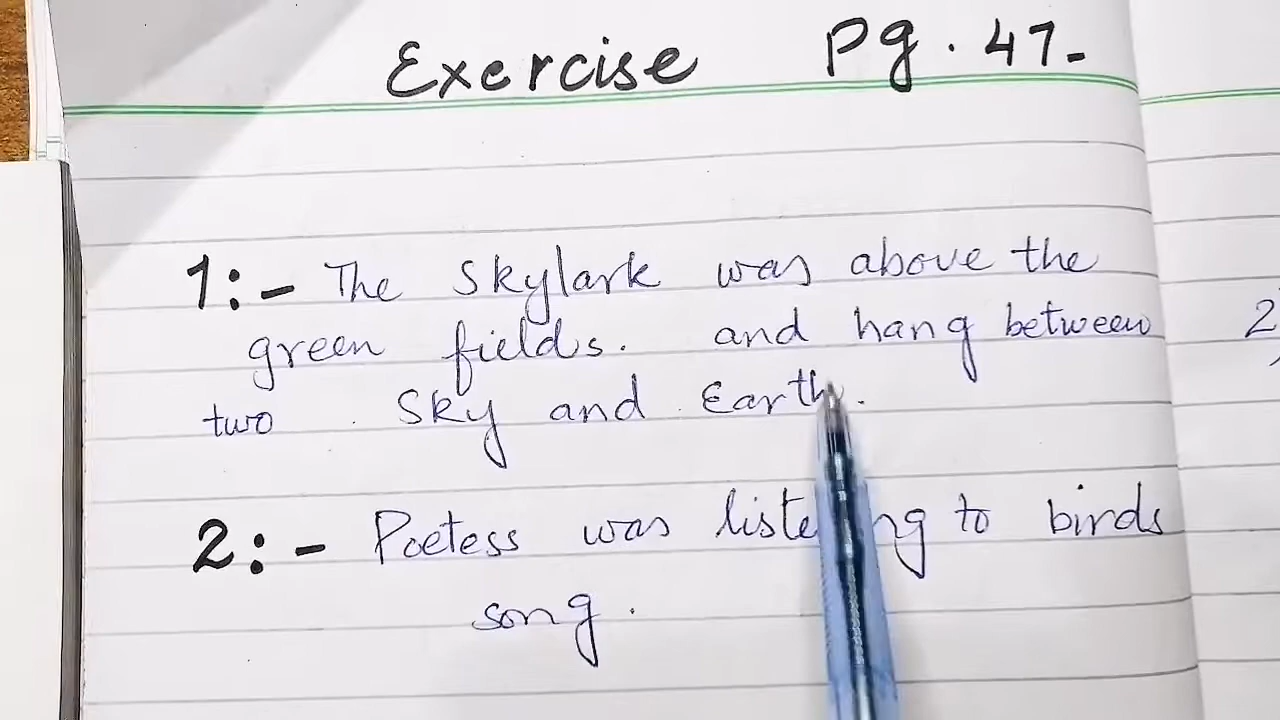 Exercise Pg. 47.
1:- The Skylark was above the
green fields. and hang between
two . Sky and Earth.
2:- Poetess was listening to birds
song.
2